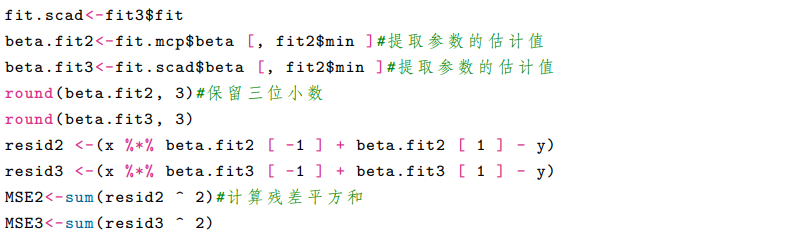 fit.scad<-fit3$fit
beta.fit2<-fit.mcp$beta [, fit2$min ]#提取参数的估计值
beta.fit3<-fit.scad$beta [, fit2$min ]#提取参数的估计值
round(beta.fit2, 3)#保留三位小数
round(beta.fit3, 3)
resid2 <-(x %*% beta.fit2 [ -1 ] + beta.fit2 [ 1 ] - y)
resid3 <-(x %*% beta.fit3 [ -1 ] + beta.fit3 [ 1 ] - y)
MSE2<-sum(resid2 ^ 2)#计算残差平方和
MSE3<-sum(resid3 ^ 2)